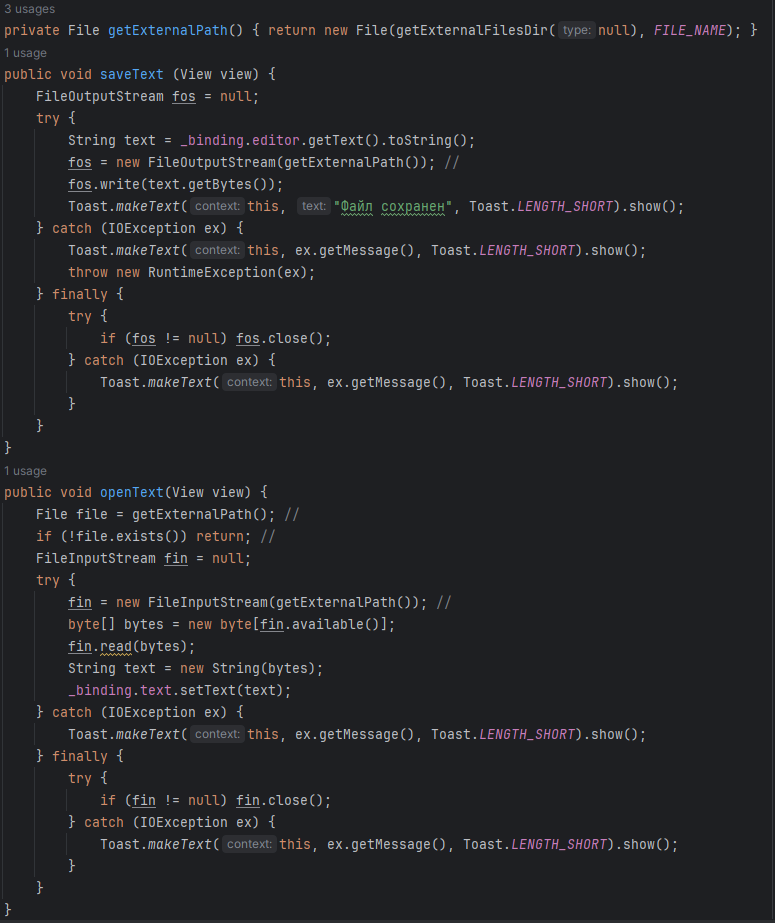 3 usages
private File getExternalPath() { return new File(getExternalFilesDir( type: null), FILE_NAME); }
1 usage
public void saveText (View view) {
    FileOutputStream fos = null;
    try {
        String text = _binding.editor.getText().toString();
        fos = new FileOutputStream(getExternalPath()); //
        fos.write(text.getBytes());
        Toast.makeText( context: this, text: "Файл сохранен", Toast.LENGTH_SHORT).show();
    } catch (IOException ex) {
        Toast.makeText( context: this, ex.getMessage(), Toast.LENGTH_SHORT).show();
        throw new RuntimeException(ex);
    } finally {
        try {
            if (fos != null) fos.close();
        } catch (IOException ex) {
            Toast.makeText( context: this, ex.getMessage(), Toast.LENGTH_SHORT).show();
        }
    }
}
1 usage
public void openText(View view) {
    File file = getExternalPath(); //
    if (!file.exists()) return; //
    FileInputStream fin = null;
    try {
        fin = new FileInputStream(getExternalPath()); //
        byte[] bytes = new byte[fin.available()];
        fin.read(bytes);
        String text = new String(bytes);
        _binding.text.setText(text);
    } catch (IOException ex) {
        Toast.makeText( context: this, ex.getMessage(), Toast.LENGTH_SHORT).show();
    } finally {
        try {
            if (fin != null) fin.close();
        } catch (IOException ex) {
            Toast.makeText( context: this, ex.getMessage(), Toast.LENGTH_SHORT).show();
        }
    }
}